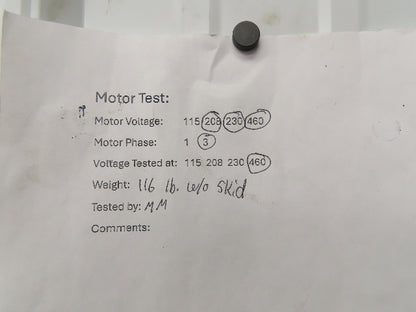 Motor Test:
Motor Voltage: 115 208 230 460
Motor Phase: 1 3
Voltage Tested at: 115 208 230 460
Weight: 116 lb. w/o skid
Tested by: MM
Comments: